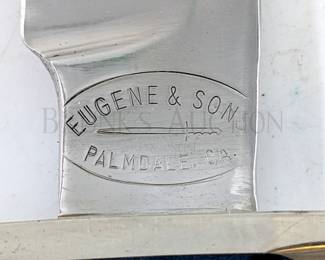 EUGENE & SON
PALMDALE, CA.